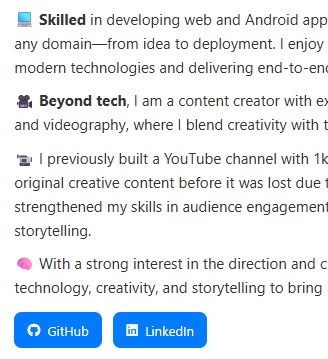 💻 Skilled in developing web and Android app
any domain—from idea to deployment. I enjoy
modern technologies and delivering end-to-end
🎥 Beyond tech, I am a content creator with ex
and videography, where I blend creativity with t
📹 I previously built a YouTube channel with 1k
original creative content before it was lost due t
strengthened my skills in audience engagement
storytelling.
🧠 With a strong interest in the direction and c
technology, creativity, and storytelling to bring
GitHub
LinkedIn